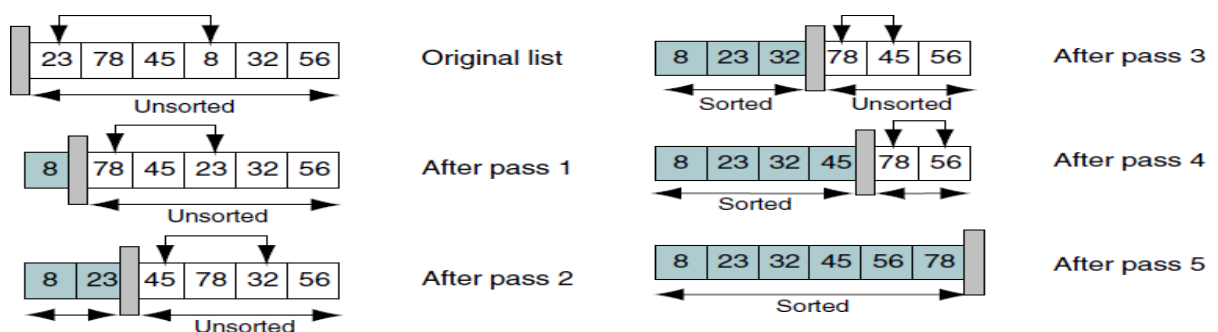 23 78 45 8 32 56 Original list
Unsorted
8 78 45 23 32 56 After pass 1
Unsorted
8 23 45 78 32 56 After pass 2
Unsorted
8 23 32 78 45 56 After pass 3
Sorted Unsorted
8 23 32 45 78 56 After pass 4
Sorted
8 23 32 45 56 78 After pass 5
Sorted